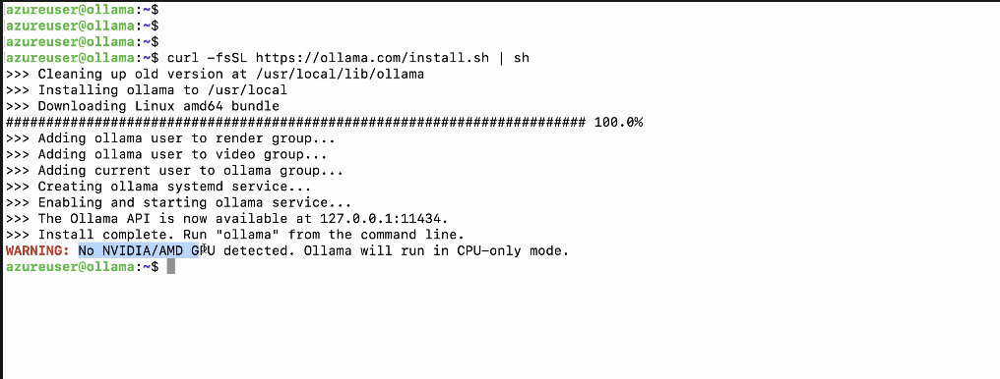 azureuser@ollama:~$
azureuser@ollama:~$
azureuser@ollama:~$
azureuser@ollama:~$ curl -fsSL https://ollama.com/install.sh | sh
>>> Cleaning up old version at /usr/local/lib/ollama
>>> Installing ollama to /usr/local
>>> Downloading Linux amd64 bundle
######################################################################## 100.0%
>>> Adding ollama user to render group...
>>> Adding ollama user to video group...
>>> Adding current user to ollama group...
>>> Creating ollama systemd service...
>>> Enabling and starting ollama service...
>>> The Ollama API is now available at 127.0.0.1:11434.
>>> Install complete. Run "ollama" from the command line.
WARNING: No NVIDIA/AMD GPU detected. Ollama will run in CPU-only mode.
azureuser@ollama:~$